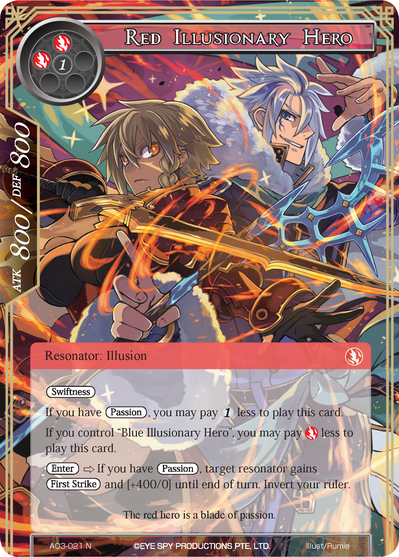 Red Illusionary Hero
1
ATK 800 / DEF 800
Resonator: Illusion
Swiftness
If you have Passion, you may pay 1 less to play this card.
If you control "Blue Illusionary Hero", you may pay less to
play this card.
Enter ⇨ If you have Passion, target resonator gains
First Strike and [+400/0] until end of turn. Invert your ruler.
The red hero is a blade of passion.
AO3-021 N
©EYE SPY PRODUCTIONS PTE. LTD.
Illust/Rumie